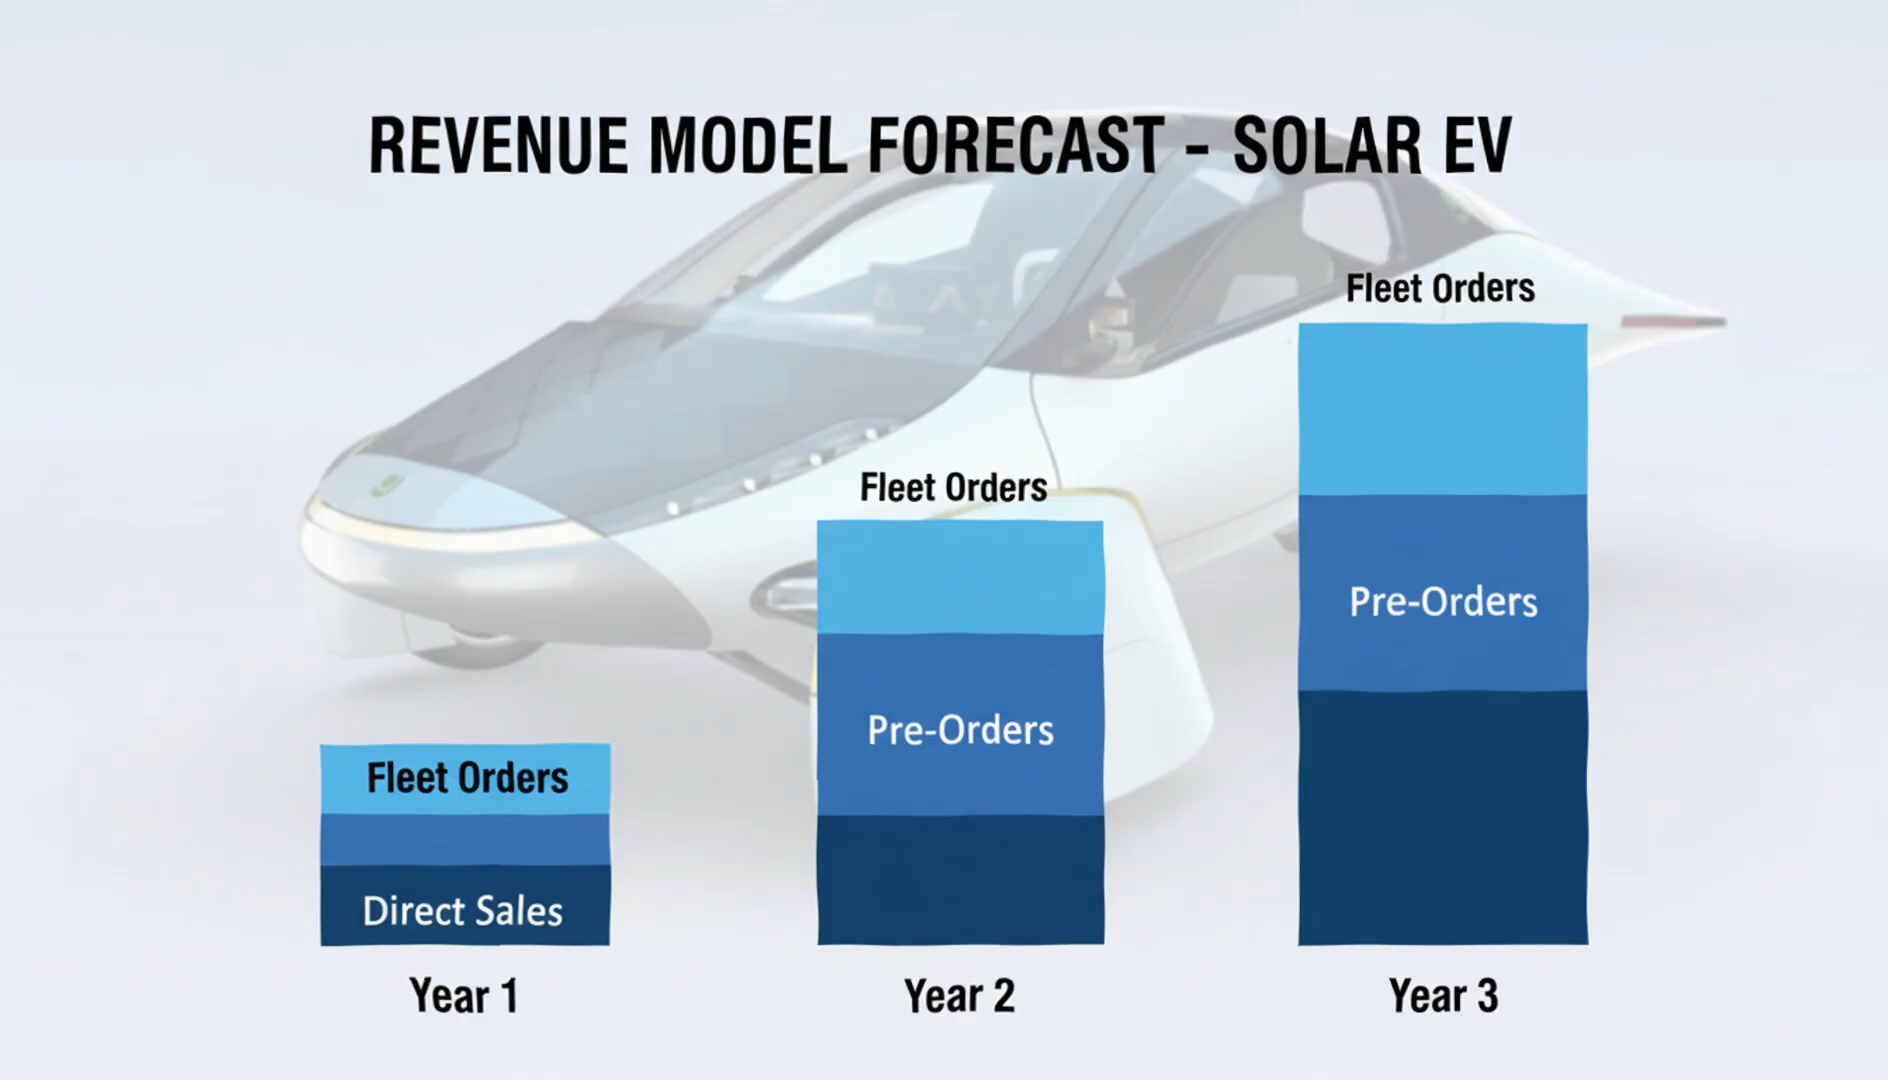 REVENUE MODEL FORECAST - SOLAR EV
Fleet Orders
Fleet Orders
Pre-Orders
Pre-Orders
Fleet Orders
Direct Sales
Year 1
Year 2
Year 3